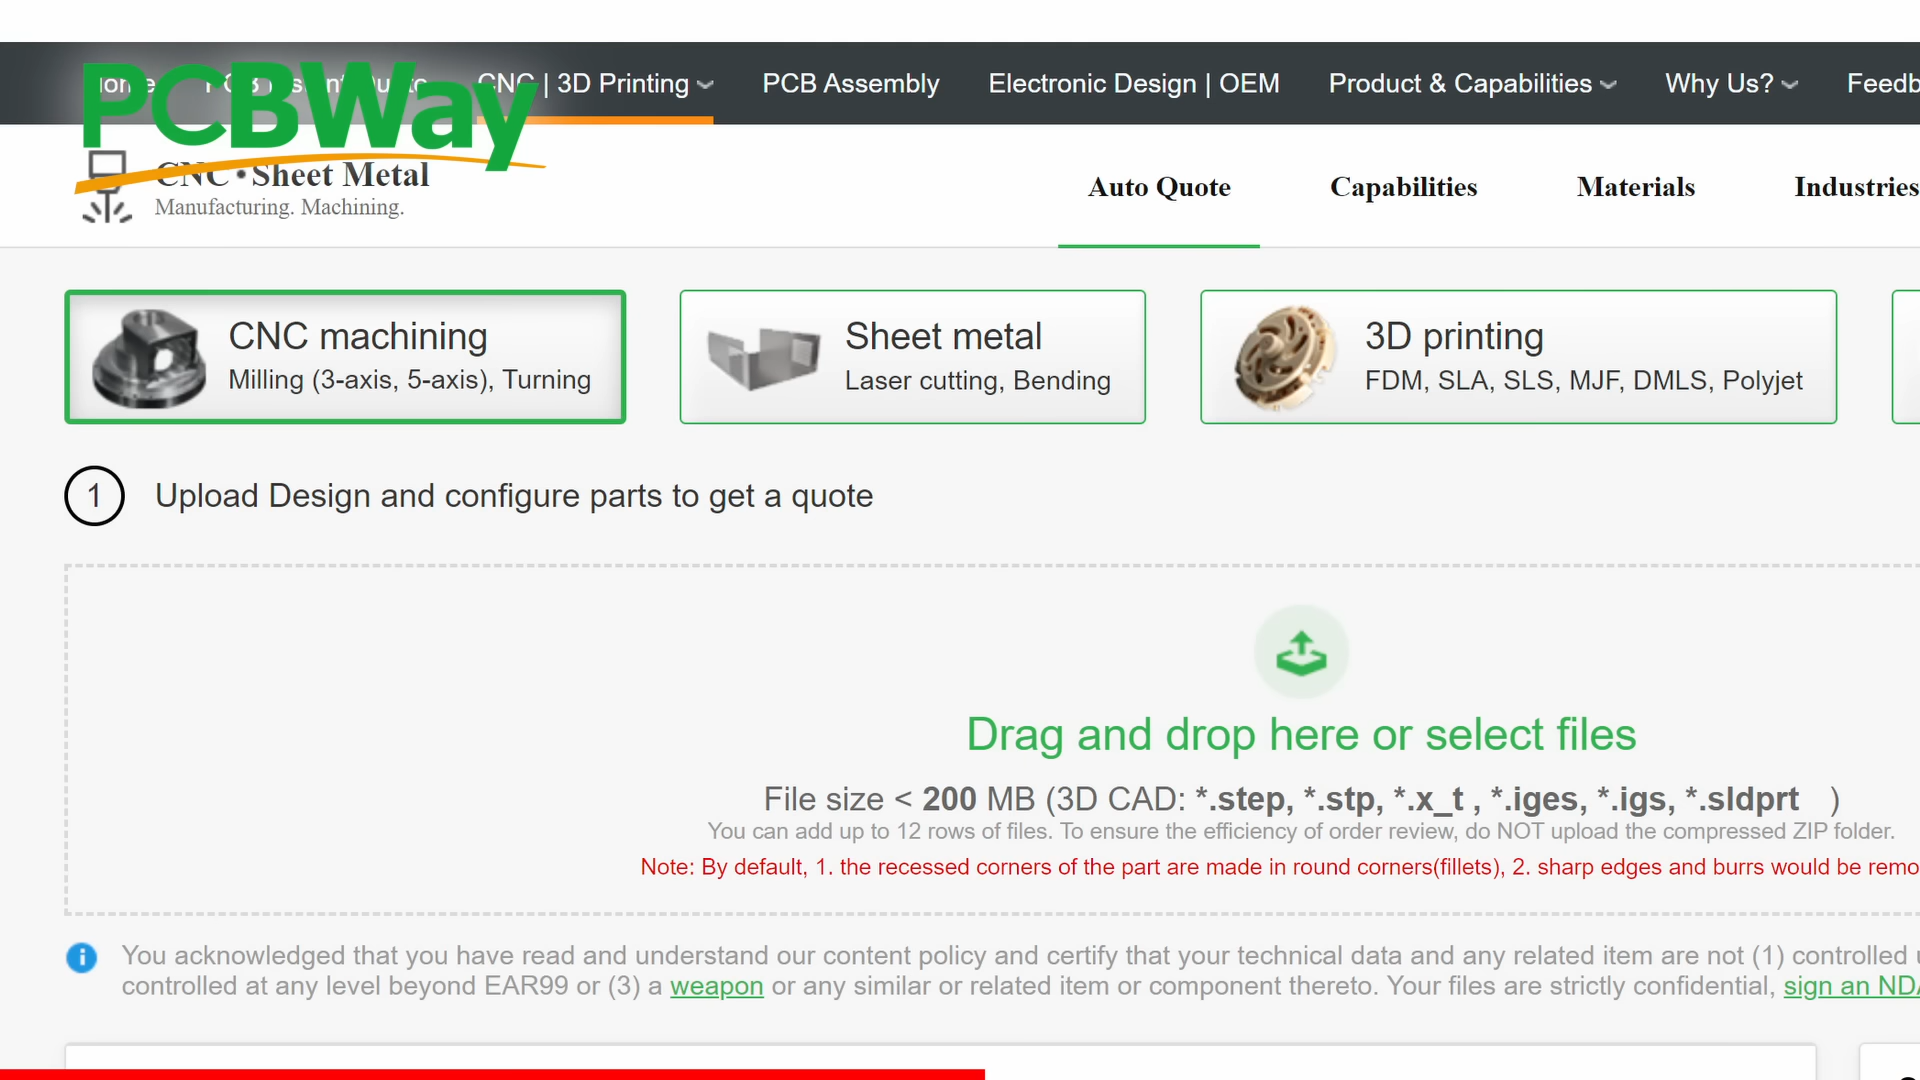 PCBWay
CNC | 3D Printing PCB Assembly Electronic Design | OEM Product & Capabilities Why Us? Feedb
CNC • Sheet Metal
Manufacturing. Machining.
Auto Quote Capabilities Materials Industries
CNC machining
Milling (3-axis, 5-axis), Turning
Sheet metal
Laser cutting, Bending
3D printing
FDM, SLA, SLS, MJF, DMLS, Polyjet
1 Upload Design and configure parts to get a quote
Drag and drop here or select files
File size < 200 MB (3D CAD: *.step, *.stp, *.x_t , *.iges, *.igs, *.sldprt )
You can add up to 12 rows of files. To ensure the efficiency of order review, do NOT upload the compressed ZIP folder.
Note: By default, 1. the recessed corners of the part are made in round corners(fillets), 2. sharp edges and burrs would be remo
You acknowledged that you have read and understand our content policy and certify that your technical data and any related item are not (1) controlled
controlled at any level beyond EAR99 or (3) a weapon or any similar or related item or component thereto. Your files are strictly confidential, sign an NDA